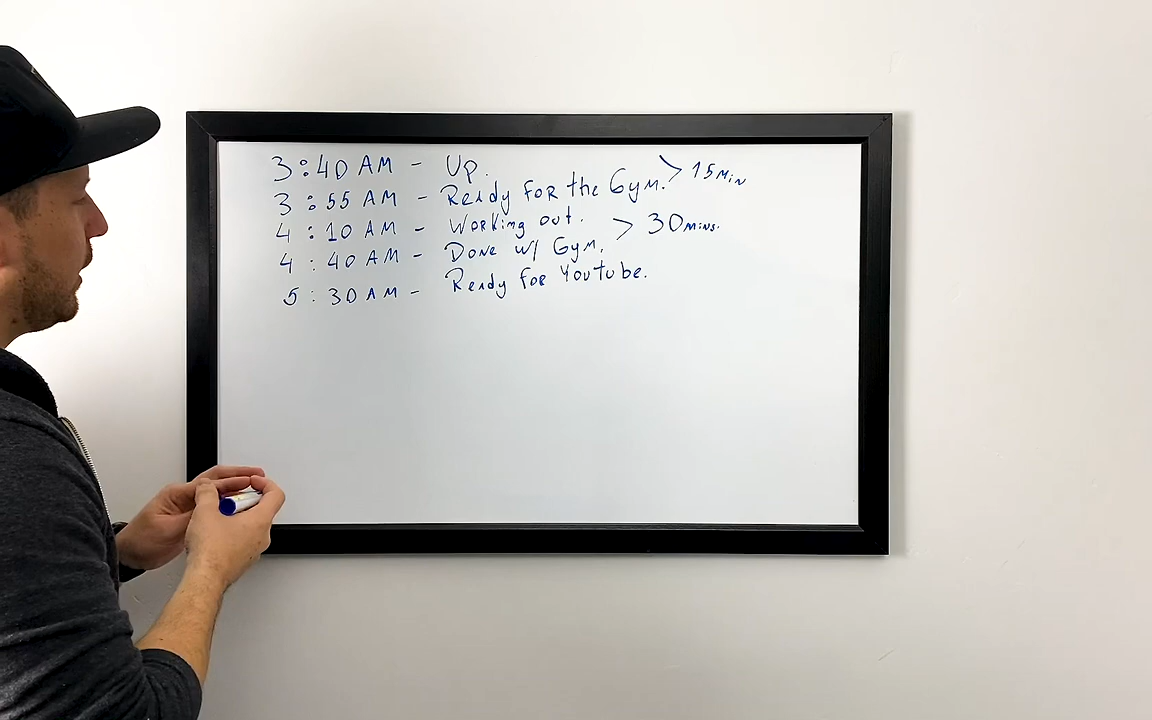 3:40 AM - Up. > 15 Min
3:55 AM - Ready for the Gym.
4:10 AM - Working out. > 30 mins.
4:40 AM - Done w/ Gym.
5:30 AM - Ready for Youtube.